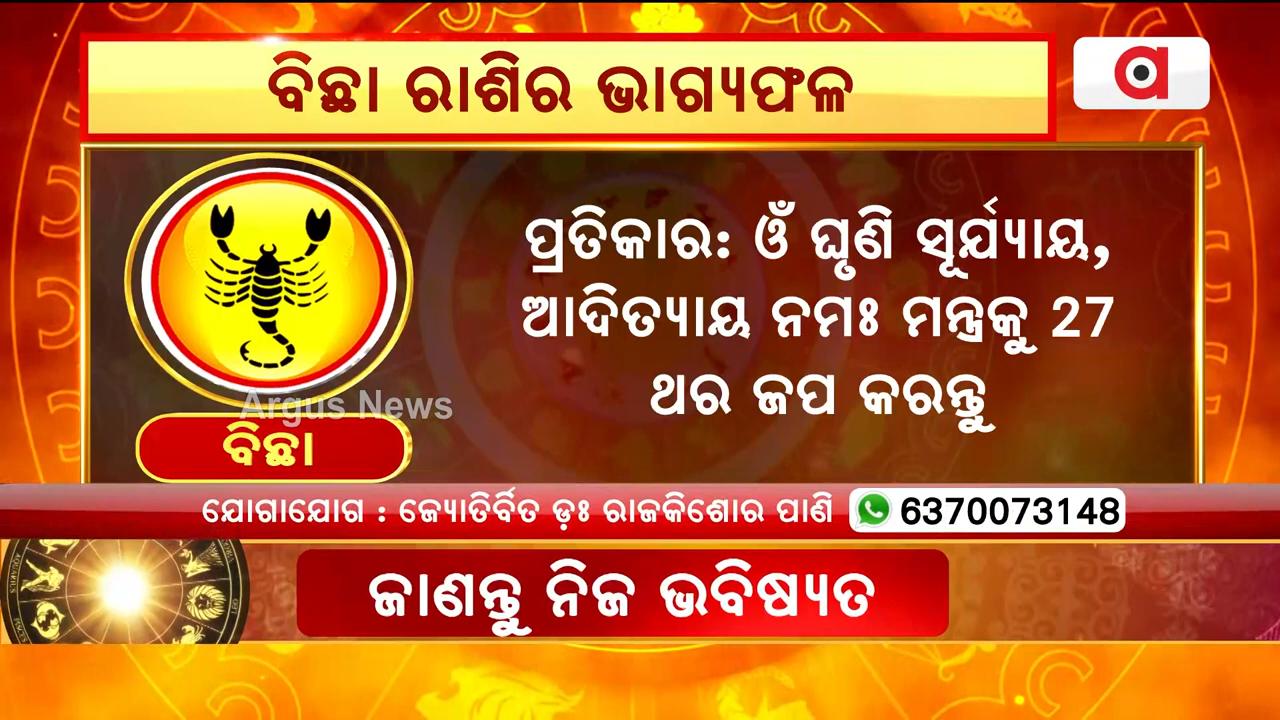 ବିଛା ରାଶିର ଭାଗ୍ୟଫଳ
a
ପ୍ରତିକାର: ଓଁ ଘୃଣି ସୂର୍ଯ୍ୟାୟ,
ଆଦିତ୍ୟାୟ ନମଃ ମନ୍ତ୍ରକୁ 27
ଥର ଜପ କରନ୍ତୁ
Argus News
ବିଛା
ଯୋଗାଯୋଗ : ଜ୍ୟୋତିର୍ବିତ ଡ଼ଃ ରାଜକିଶୋର ପାଣି 6370073148
ଜାଣନ୍ତୁ ନିଜ ଭବିଷ୍ୟତ